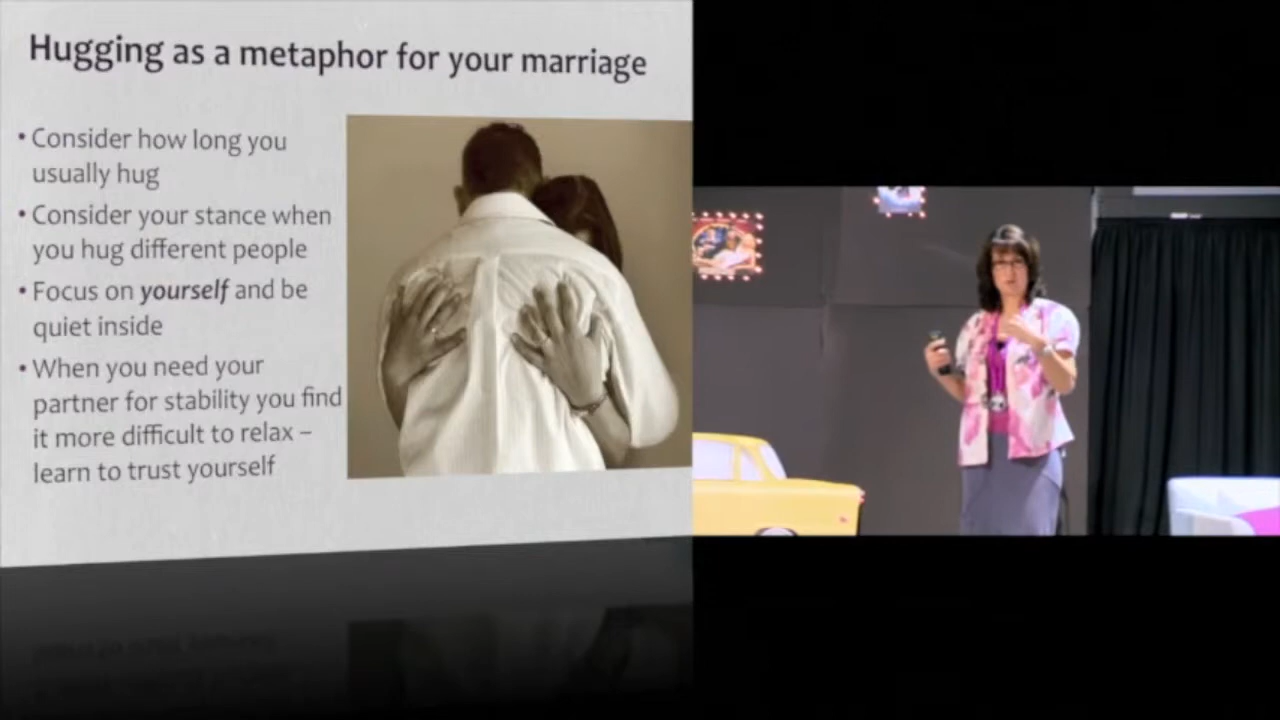 Hugging as a metaphor for your marriage
• Consider how long you
usually hug
• Consider your stance when
you hug different people
• Focus on yourself and be
quiet inside
• When you need your
partner for stability you find
it more difficult to relax –
learn to trust yourself